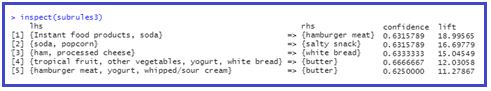 > inspect(subrules3)
lhs rhs confidence lift
[1] {Instant food products, soda} => {hamburger meat} 0.6315789 18.99565
[2] {soda, popcorn} => {salty snack} 0.6315789 16.69779
[3] {ham, processed cheese} => {white bread} 0.6333333 15.04549
[4] {tropical fruit, other vegetables, yogurt, white bread} => {butter} 0.6666667 12.03058
[5] {hamburger meat, yogurt, whipped/sour cream} => {butter} 0.6250000 11.27867